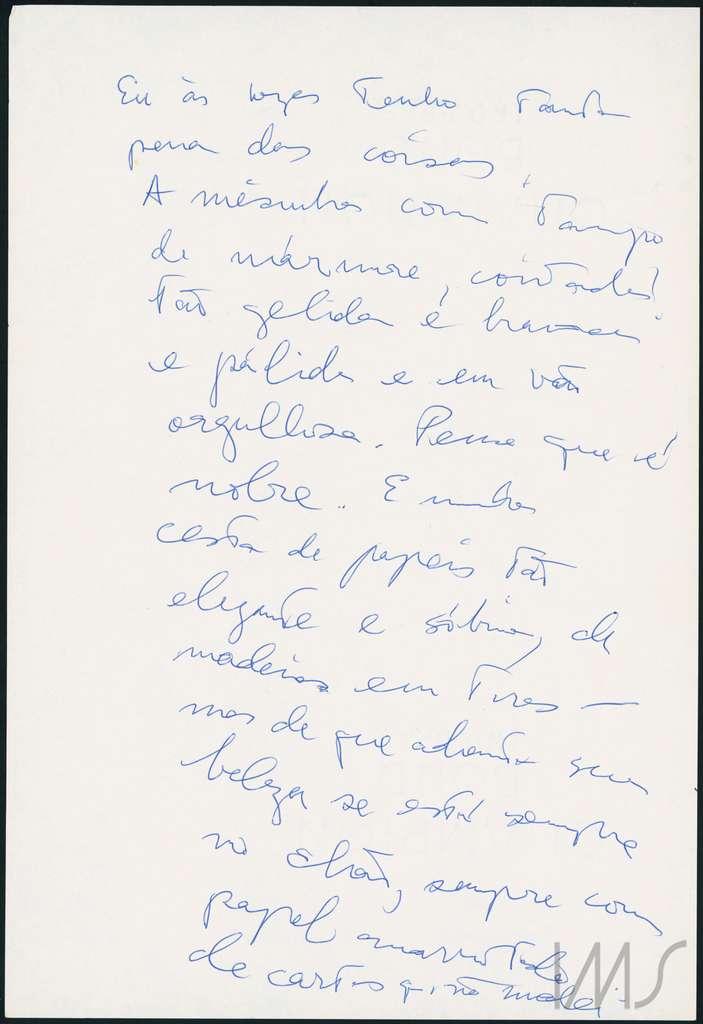 Eu às vezes tenho tanta
pena das coisas.
A mesinha com tampo
de mármore, coitada!
tão gelida é branca
e pálida e em vão
orgulhosa. Pensa que é
nobre. E minha
cesta de papéis tão
elegante e sóbria, de
madeira em tiras —
mas de que adianta sua
beleza se está sempre
no chão, sempre com
papel amarrotado
de cartas q. não mandei
IMS